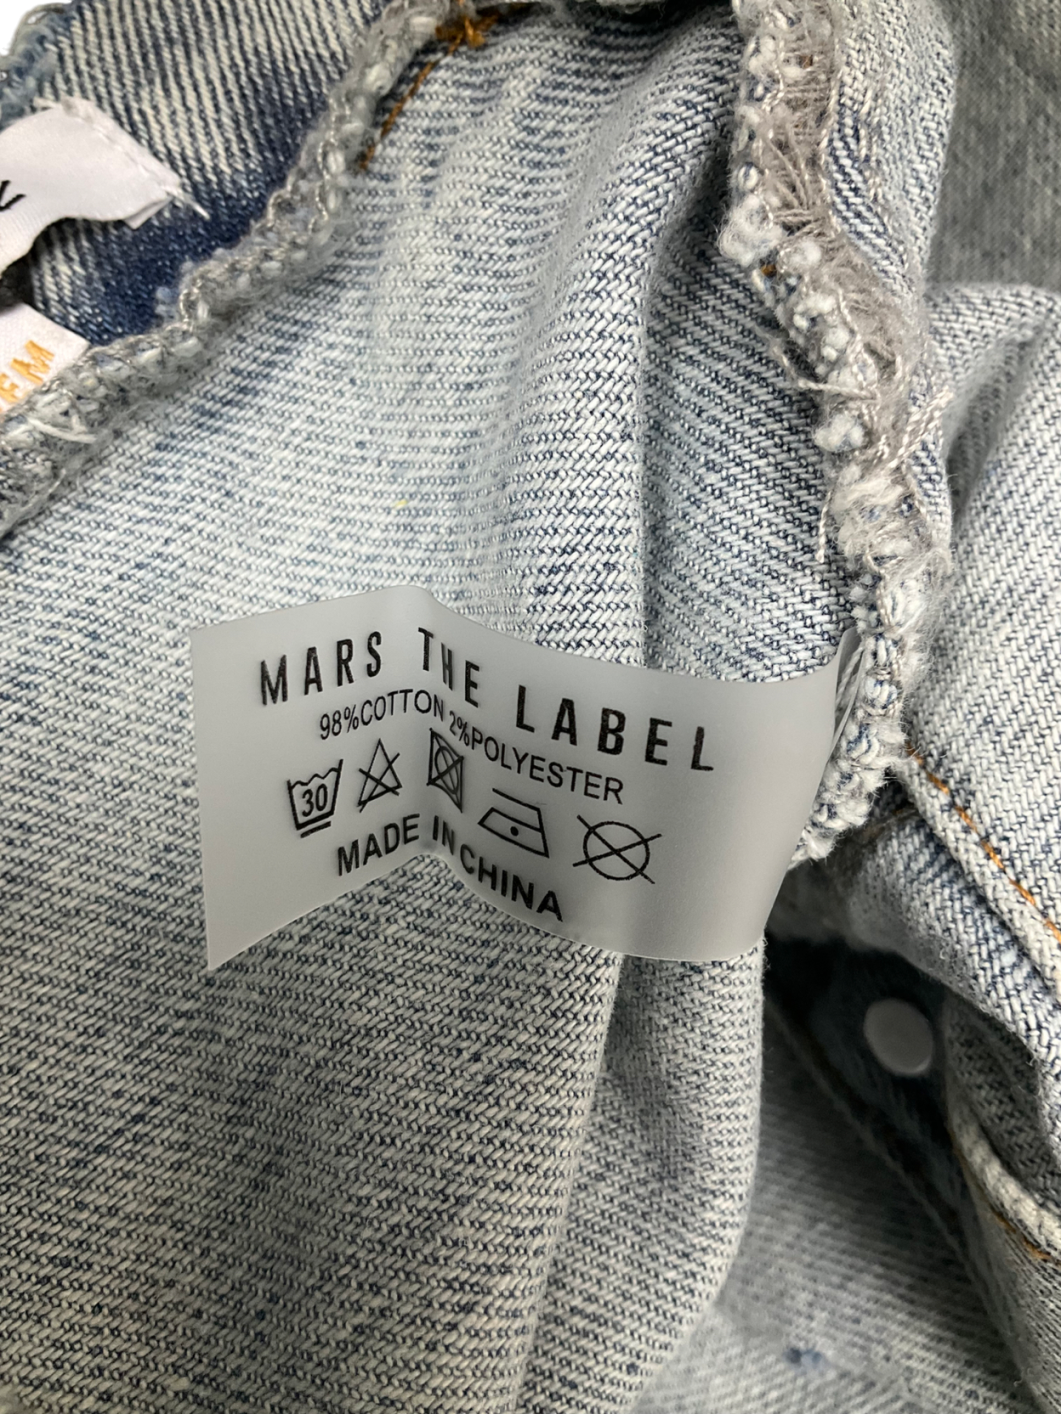 MARS THE LABEL
98%COTTON 2%POLYESTER
30
MADE IN CHINA